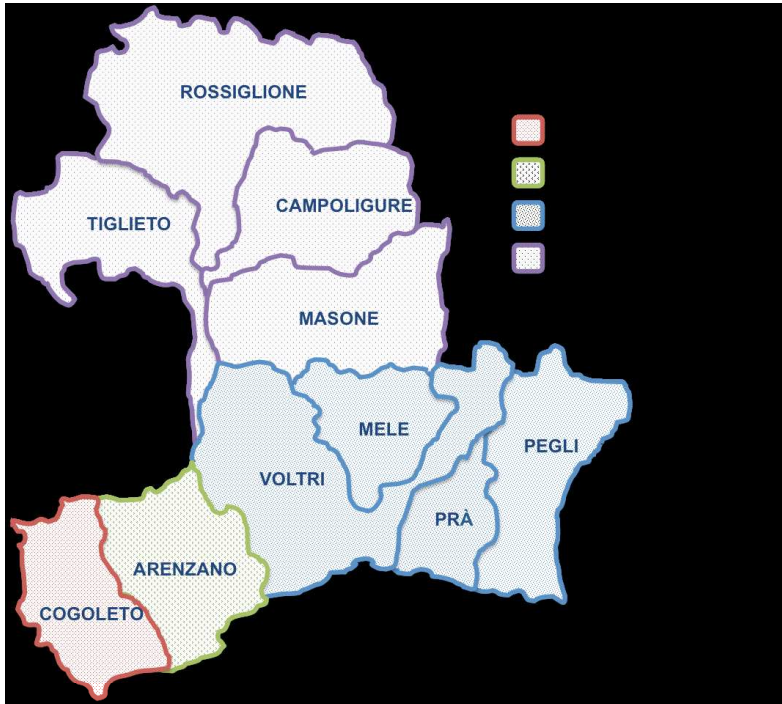 ROSSIGLIONE
CAMPOLIGURE
TIGLIETO
MASONE
MELE
PEGLI
VOLTRI
PRÀ
ARENZANO
COGOLETO